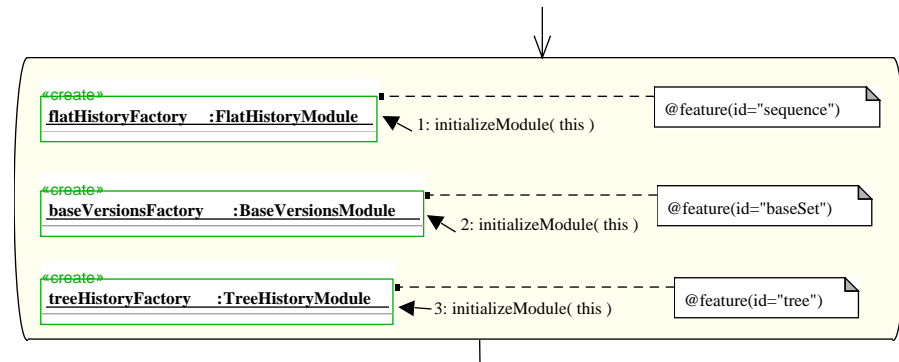 «create»
flatHistoryFactory :FlatHistoryModule
@feature(id="sequence")
1: initializeModule( this )
«create»
baseVersionsFactory :BaseVersionsModule
@feature(id="baseSet")
2: initializeModule( this )
«create»
treeHistoryFactory :TreeHistoryModule
@feature(id="tree")
3: initializeModule( this )